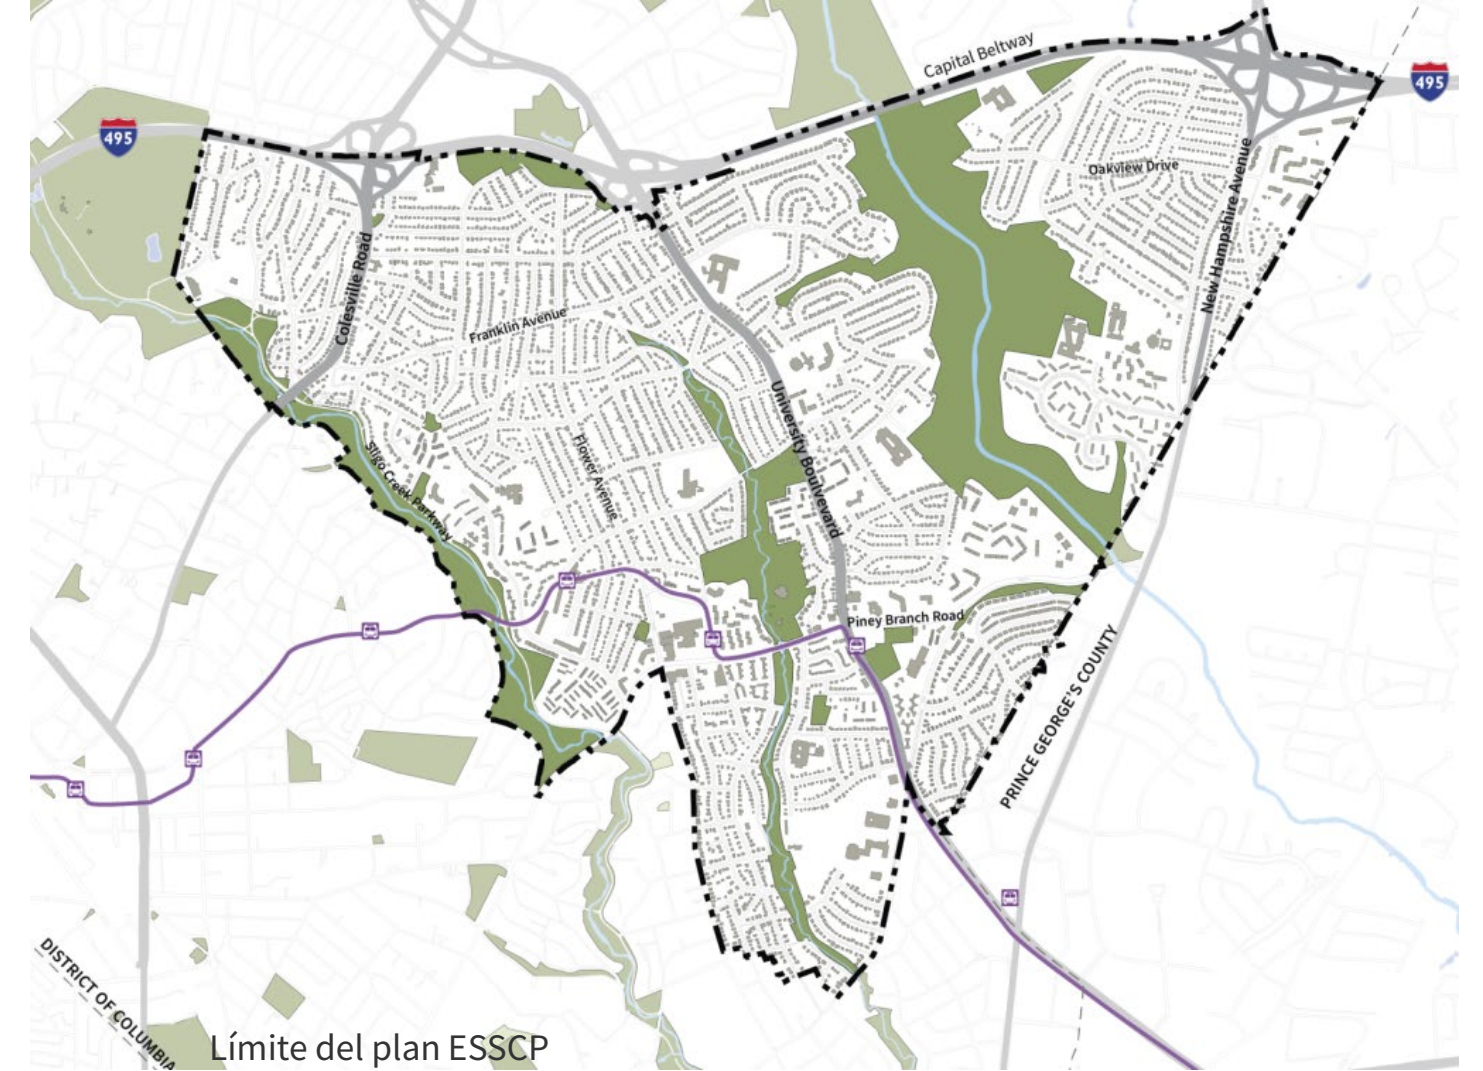 Capital Beltway
495
495
Oakview Drive
New Hampshire Avenue
Colesville Road
Franklin Avenue
University Boulvevard
Flower Avenue
Sligo Creek Parkway
Piney Branch Road
PRINCE GEORGE'S COUNTY
DISTRICT OF COLUMBIA
Límite del plan ESSCP